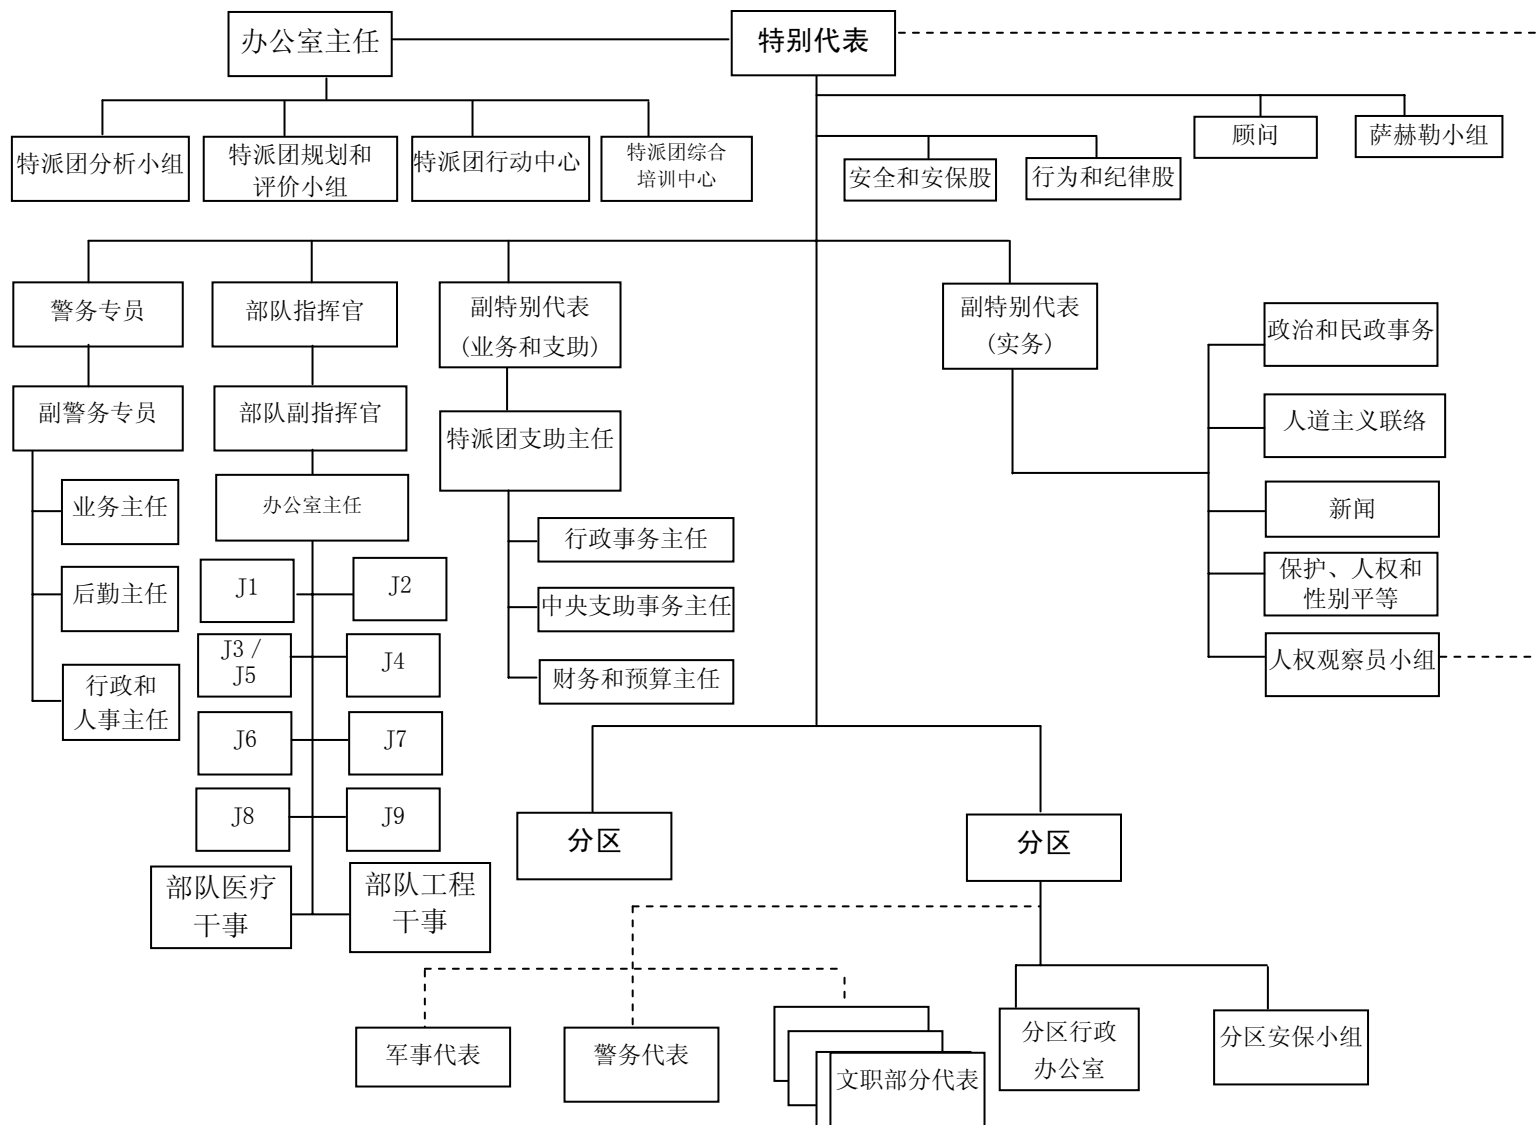 办公室主任
特别代表
特派团分析小组
特派团规划和
评价小组
特派团行动中心
特派团综合
培训中心
安全和安保股
行为和纪律股
顾问
萨赫勒小组
警务专员
部队指挥官
副特别代表
(业务和支助)
副特别代表
(实务)
副警务专员
部队副指挥官
特派团支助主任
办公室主任
业务主任
后勤主任
行政和
人事主任
J1
J2
J3 /
J5
J4
J6
J7
J8
J9
部队医疗
干事
部队工程
干事
行政事务主任
中央支助事务主任
财务和预算主任
政治和民政事务
人道主义联络
新闻
保护、人权和
性别平等
人权观察员小组
分区
分区
军事代表
警务代表
文职部分代表
分区行政
办公室
分区安保小组